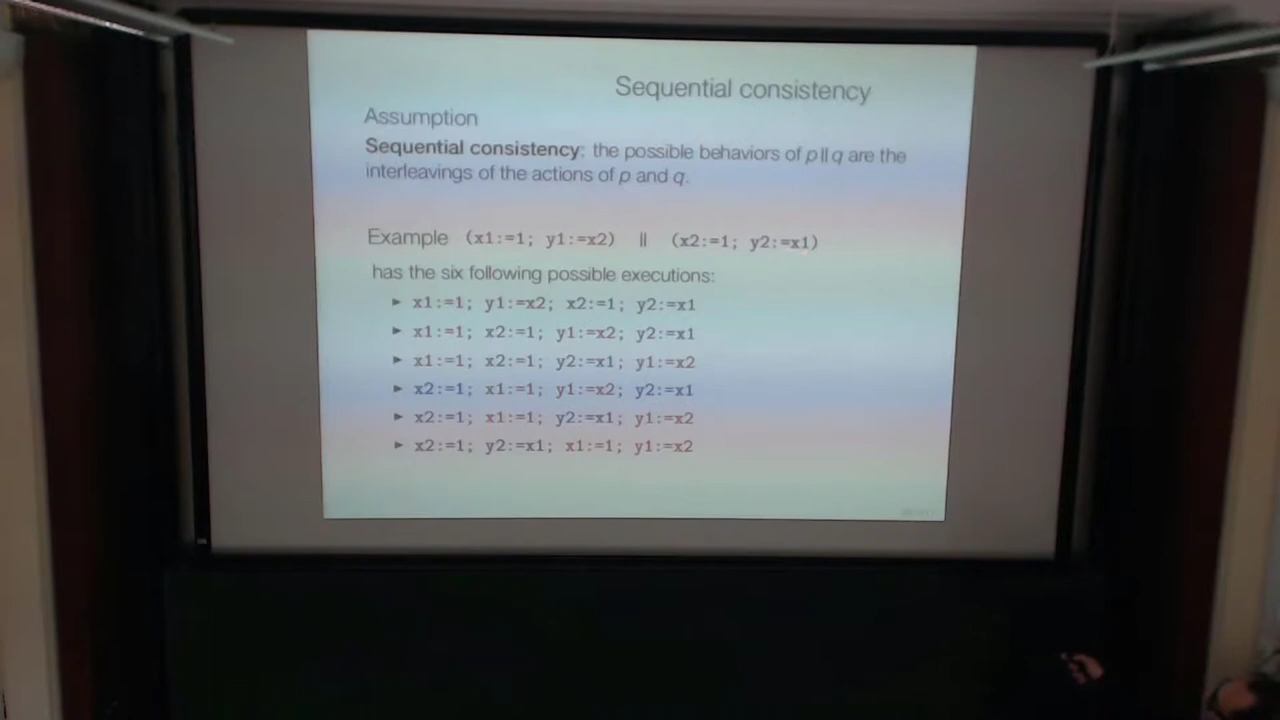 Sequential consistency
Assumption
Sequential consistency: the possible behaviors of p‖q are the
interleavings of the actions of p and q.
Example (x1:=1; y1:=x2) ‖ (x2:=1; y2:=x1)
has the six following possible executions:
► x1:=1; y1:=x2; x2:=1; y2:=x1
► x1:=1; x2:=1; y1:=x2; y2:=x1
► x1:=1; x2:=1; y2:=x1; y1:=x2
► x2:=1; x1:=1; y1:=x2; y2:=x1
► x2:=1; x1:=1; y2:=x1; y1:=x2
► x2:=1; y2:=x1; x1:=1; y1:=x2